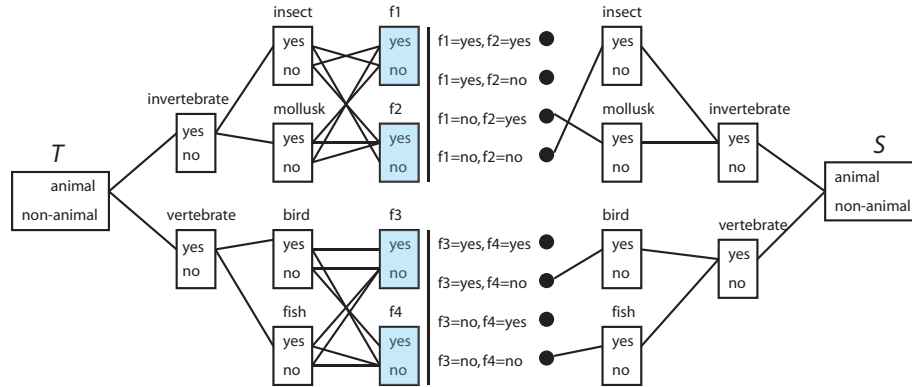 insect
f1
insect
yes
no
yes
no
f1=yes, f2=yes
f1=yes, f2=no
yes
no
invertebrate
mollusk
f2
f1=no, f2=yes
mollusk
invertebrate
yes
no
yes
no
yes
no
f1=no, f2=no
yes
no
yes
no
T
S
animal
non-animal
animal
non-animal
vertebrate
bird
f3
bird
vertebrate
yes
no
yes
no
yes
no
f3=yes, f4=yes
f3=yes, f4=no
yes
no
yes
no
fish
f4
f3=no, f4=yes
fish
yes
no
yes
no
f3=no, f4=no
yes
no